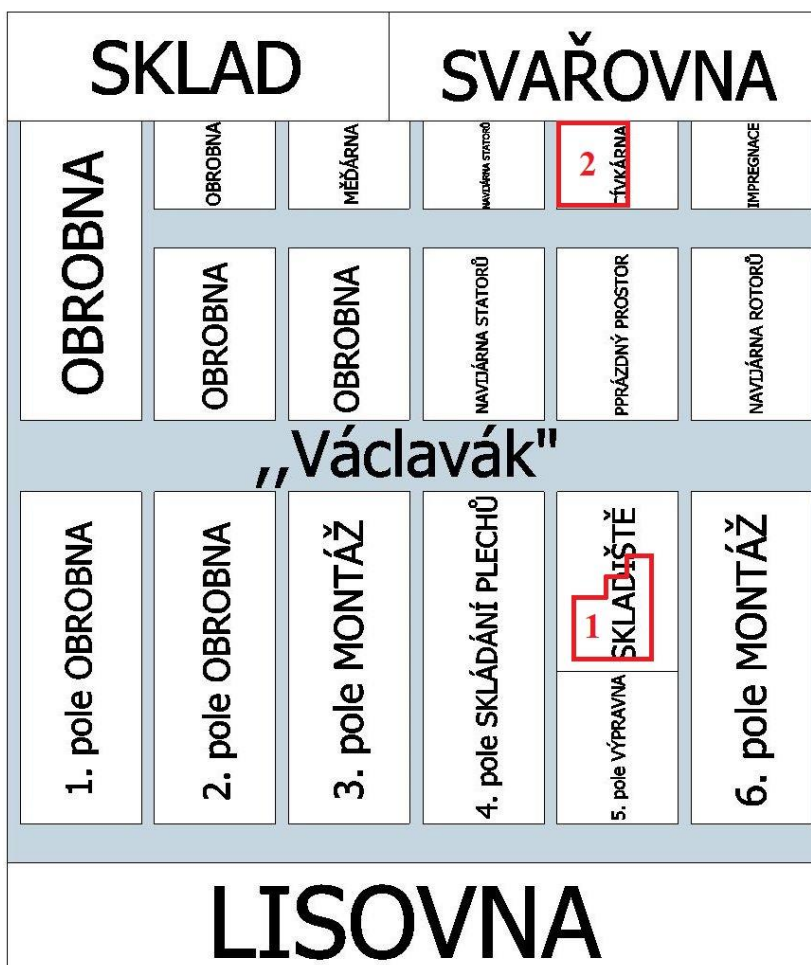 SKLAD
SVAŘOVNA
OBROBNA
OBROBNA
MĚĎÁRNA
NAVIJÁRNA STATORŮ
2
CÍVKÁRNA
IMPREGNACE
OBROBNA
OBROBNA
NAVIJÁRNA STATORŮ
PPRÁZDNÝ PROSTOR
NAVIJÁRNA ROTORŮ
,,Václavák"
1. pole OBROBNA
2. pole OBROBNA
3. pole MONTÁŽ
4. pole SKLÁDÁNÍ PLECHŮ
SKLADIŠTĚ
1
5. pole VÝPRAVNA
6. pole MONTÁŽ
LISOVNA